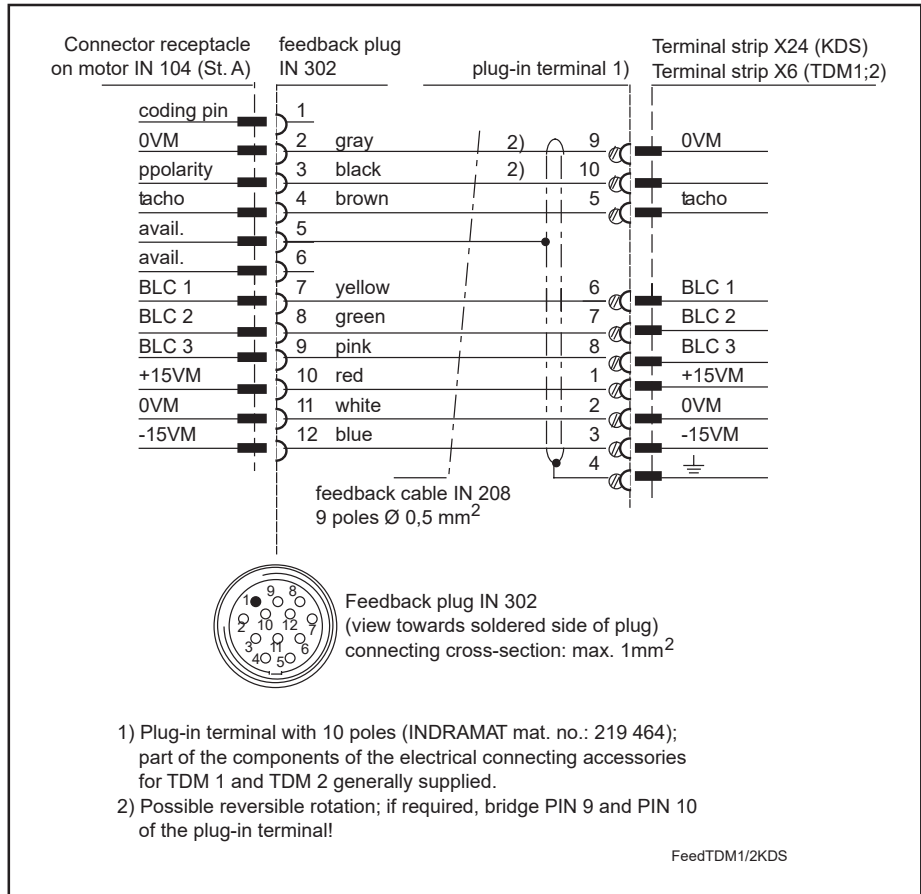 Connector receptacle feedback plug Terminal strip X24 (KDS)
on motor IN 104 (St. A) IN 302 plug-in terminal 1) Terminal strip X6 (TDM1;2)
coding pin 1
0VM 2 gray 2) 9 0VM
ppolarity 3 black 2) 10
tacho 4 brown 5 tacho
avail. 5
avail. 6
BLC 1 7 yellow 6 BLC 1
BLC 2 8 green 7 BLC 2
BLC 3 9 pink 8 BLC 3
+15VM 10 red 1 +15VM
0VM 11 white 2 0VM
-15VM 12 blue 3 -15VM
4
feedback cable IN 208
9 poles Ø 0,5 mm2
1 9 8
2 10 12 7
3 11 6
4 5
Feedback plug IN 302
(view towards soldered side of plug)
connecting cross-section: max. 1mm2
1) Plug-in terminal with 10 poles (INDRAMAT mat. no.: 219 464);
part of the components of the electrical connecting accessories
for TDM 1 and TDM 2 generally supplied.
2) Possible reversible rotation; if required, bridge PIN 9 and PIN 10
of the plug-in terminal!
FeedTDM1/2KDS